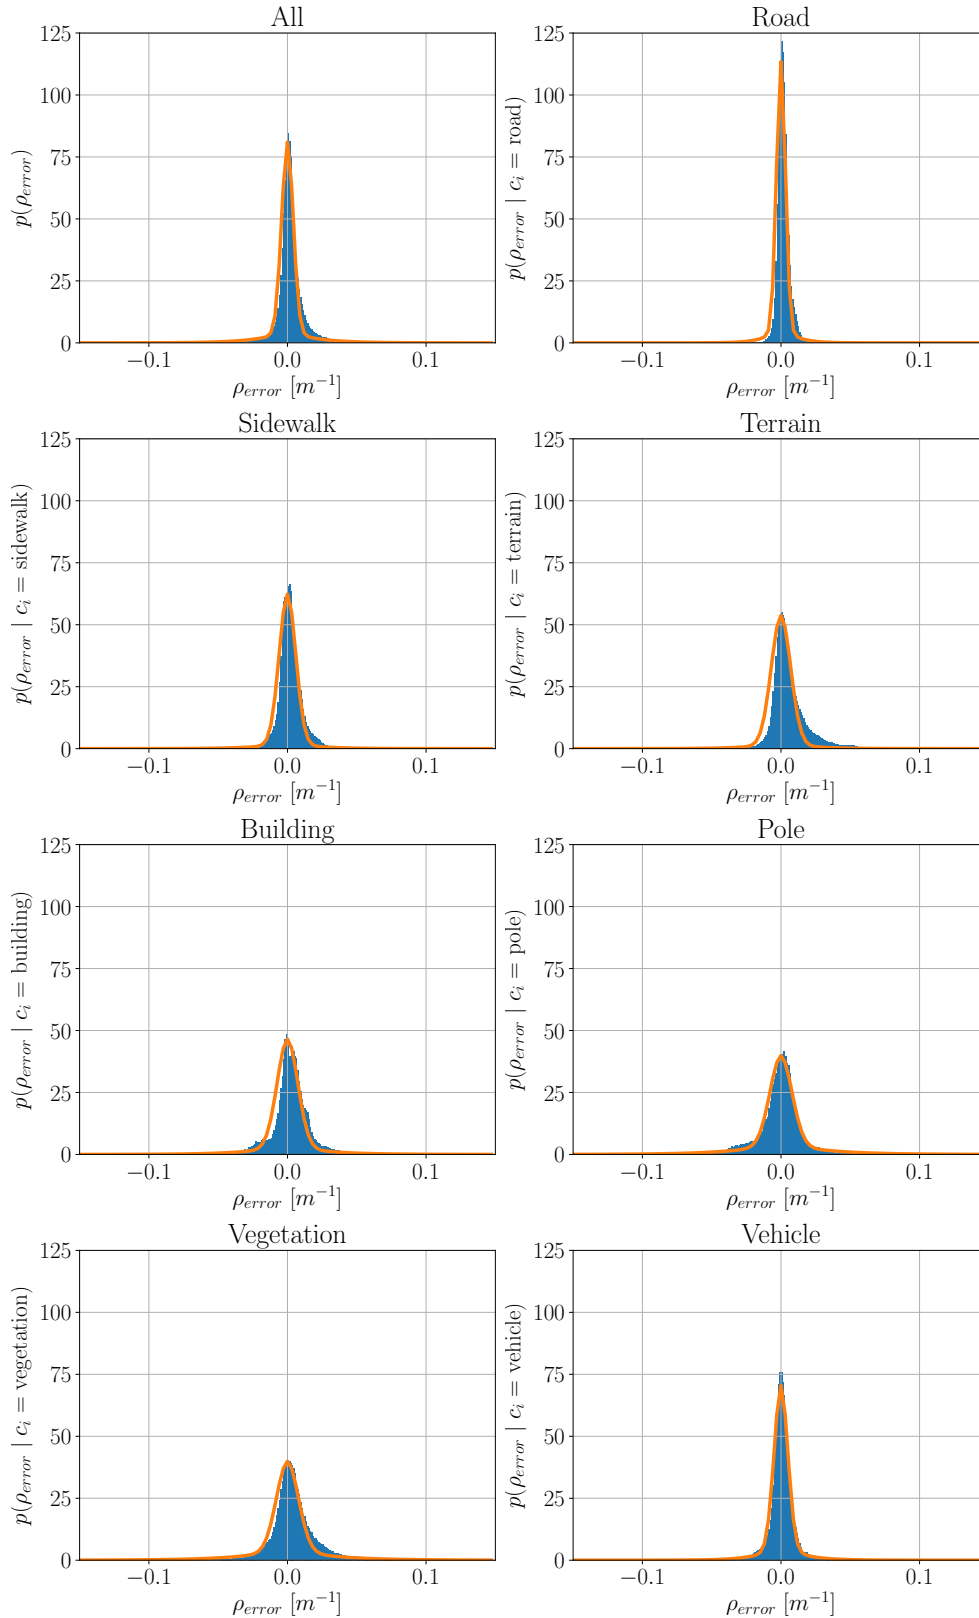 All
p(ρ_error)
125
100
75
50
25
0
−0.1 0.0 0.1
ρ_error [m⁻¹]
Road
p(ρ_error | c_i = road)
125
100
75
50
25
0
−0.1 0.0 0.1
ρ_error [m⁻¹]
Sidewalk
p(ρ_error | c_i = sidewalk)
125
100
75
50
25
0
−0.1 0.0 0.1
ρ_error [m⁻¹]
Terrain
p(ρ_error | c_i = terrain)
125
100
75
50
25
0
−0.1 0.0 0.1
ρ_error [m⁻¹]
Building
p(ρ_error | c_i = building)
125
100
75
50
25
0
−0.1 0.0 0.1
ρ_error [m⁻¹]
Pole
p(ρ_error | c_i = pole)
125
100
75
50
25
0
−0.1 0.0 0.1
ρ_error [m⁻¹]
Vegetation
p(ρ_error | c_i = vegetation)
125
100
75
50
25
0
−0.1 0.0 0.1
ρ_error [m⁻¹]
Vehicle
p(ρ_error | c_i = vehicle)
125
100
75
50
25
0
−0.1 0.0 0.1
ρ_error [m⁻¹]